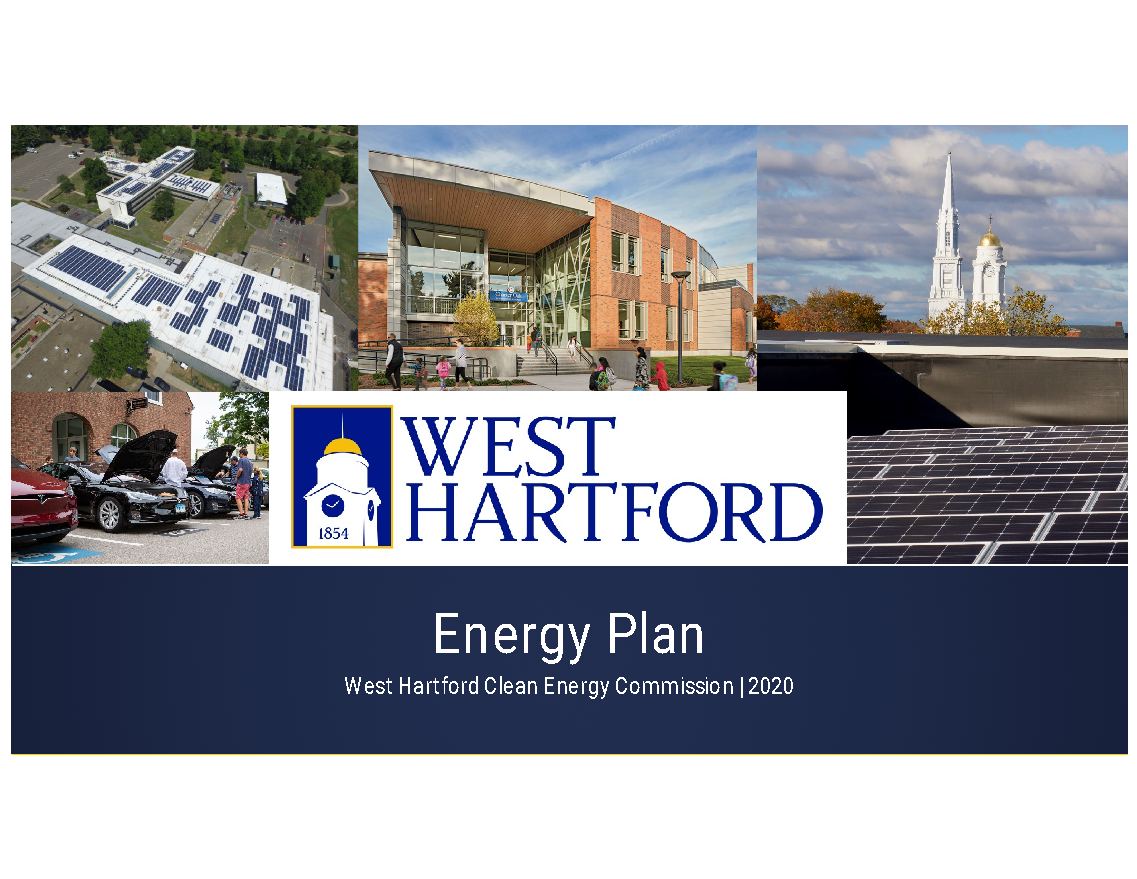 WEST
HARTFORD
1854
Energy Plan
West Hartford Clean Energy Commission | 2020